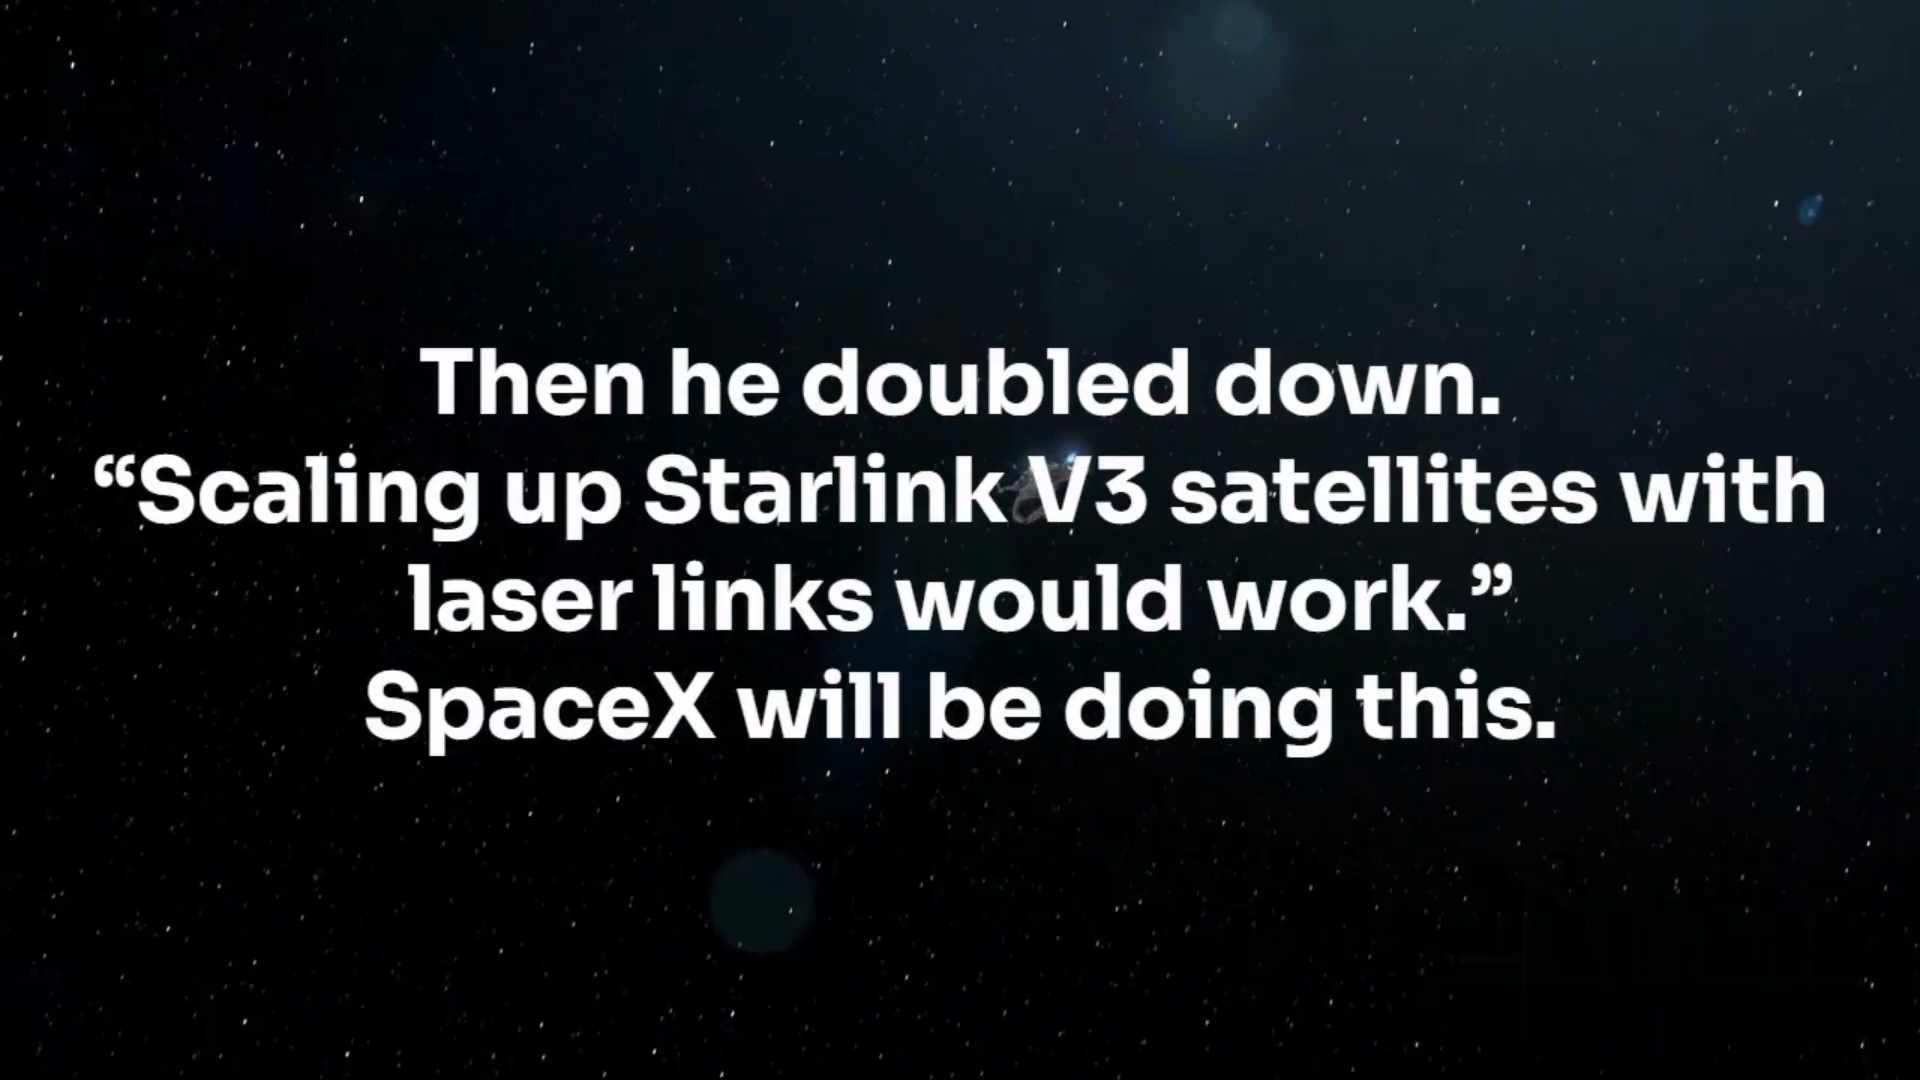 Then he doubled down.
“Scaling up Starlink V3 satellites with
laser links would work.”
SpaceX will be doing this.